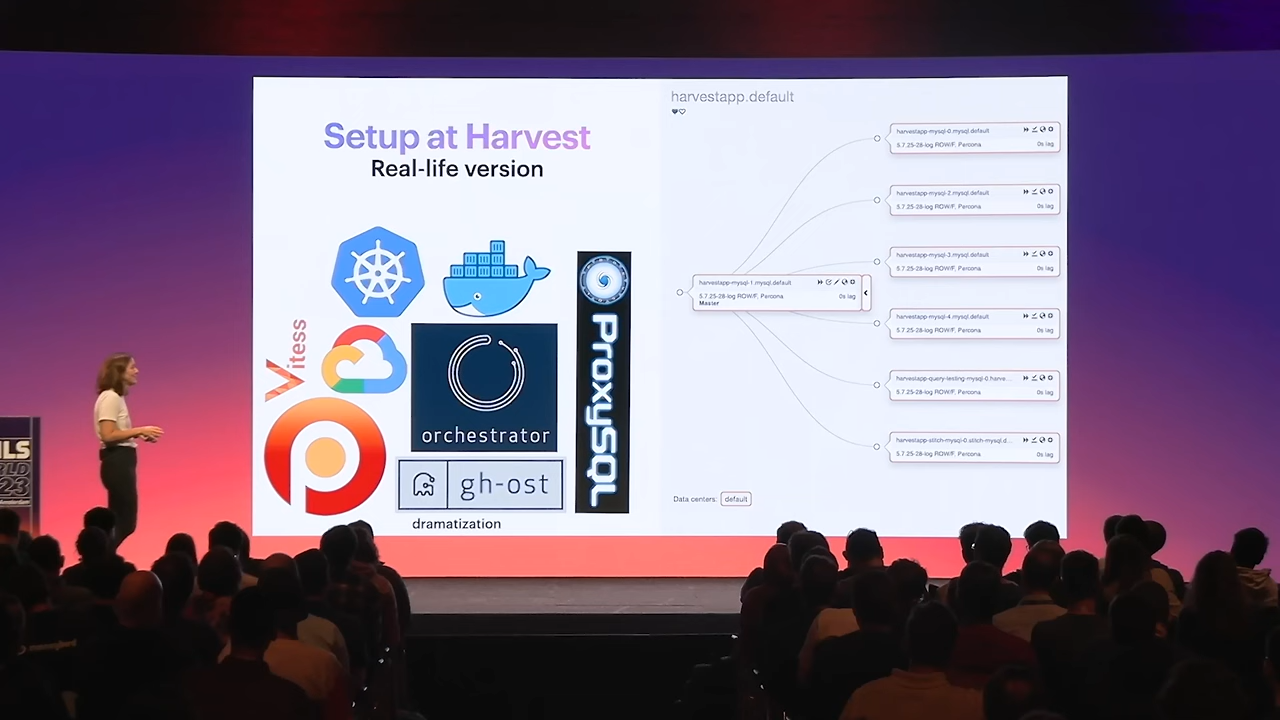 Setup at Harvest
Real-life version
Vitess
orchestrator
gh-ost
dramatization
ProxySQL
harvestapp.default
harvestapp-mysql-1.mysql.default
5.7.25-28-log ROW/F, Percona
0s lag
Master
harvestapp-mysql-0.mysql.default
5.7.25-28-log ROW/F, Percona
0s lag
harvestapp-mysql-2.mysql.default
5.7.25-28-log ROW/F, Percona
0s lag
harvestapp-mysql-3.mysql.default
5.7.25-28-log ROW/F, Percona
0s lag
harvestapp-mysql-4.mysql.default
5.7.25-28-log ROW/F, Percona
0s lag
harvestapp-query-testing-mysql-0.harve...
5.7.25-28-log ROW/F, Percona
0s lag
harvestapp-stitch-mysql-0.stitch-mysql.d...
5.7.25-28-log ROW/F, Percona
0s lag
Data centers: default
ILS
RLD
23